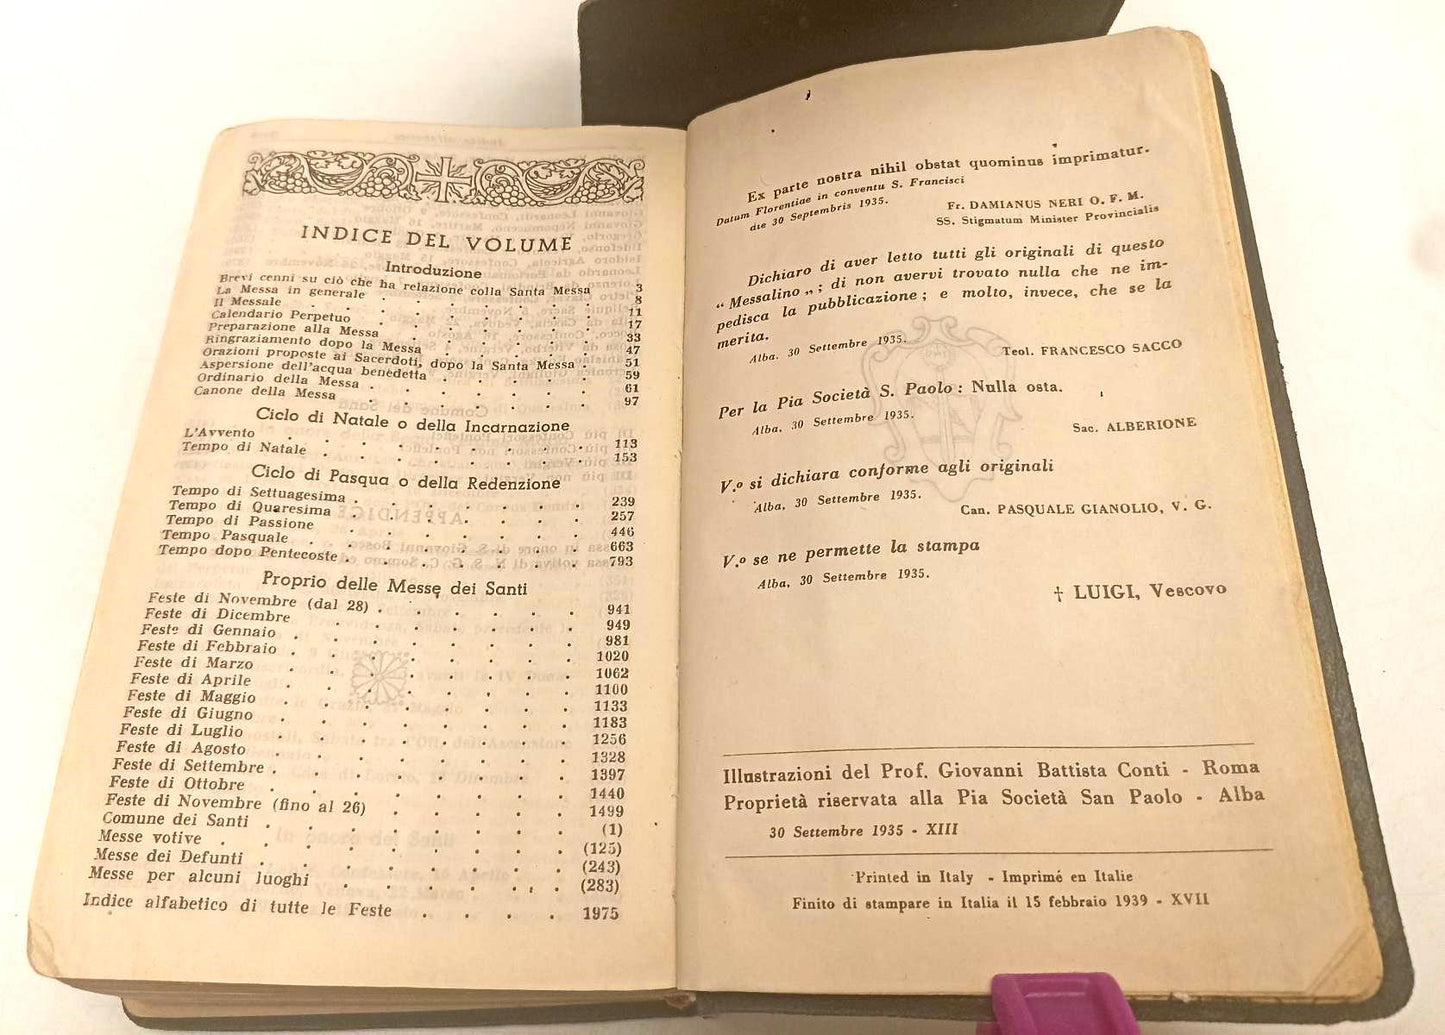 INDICE DEL VOLUME
Introduzione
Brevi cenni su ciò che ha relazione colla Santa Messa 3
La Messa in generale . . . . . . 8
Il Messale . . . . . . . . 11
Calendario Perpetuo . . . . . . 17
Preparazione alla Messa . . . . . . 33
Ringraziamento dopo la Messa . . . . . 47
Orazioni proposte ai Sacerdoti, dopo la Santa Messa . 51
Aspersione dell'acqua benedetta . . . . . 59
Ordinario della Messa . . . . . . 61
Canone della Messa . . . . . . . 97
Ciclo di Natale o della Incarnazione
L'Avvento . . . . . . . . 113
Tempo di Natale . . . . . . . 153
Ciclo di Pasqua o della Redenzione
Tempo di Settuagesima . . . . . . 239
Tempo di Quaresima . . . . . . 257
Tempo di Passione . . . . . . 446
Tempo Pasquale . . . . . . . 663
Tempo dopo Pentecoste . . . . . . 793
Proprio delle Messe dei Santi
Feste di Novembre (dal 28) . . . . . . 941
Feste di Dicembre . . . . . . . 949
Feste di Gennaio . . . . . . . 981
Feste di Febbraio . . . . . . . 1020
Feste di Marzo . . . . . . . 1062
Feste di Aprile . . . . . . . 1100
Feste di Maggio . . . . . . . 1133
Feste di Giugno . . . . . . . 1183
Feste di Luglio . . . . . . . 1256
Feste di Agosto . . . . . . . 1328
Feste di Settembre . . . . . . . 1397
Feste di Ottobre . . . . . . . 1440
Feste di Novembre (fino al 26) . . . . . 1499
Comune dei Santi . . . . . . . (1)
Messe votive . . . . . . . . (125)
Messe dei Defunti . . . . . . . (243)
Messe per alcuni luoghi . . . . . . (283)
Indice alfabetico di tutte le Feste . . . . 1975
Ex parte nostra nihil obstat quominus imprimatur.
Datum Florentiae in conventu S. Francisci
die 30 Septembris 1935.
Fr. DAMIANUS NERI O. F. M.
SS. Stigmatum Minister Provincialis
Dichiaro di aver letto tutti gli originali di questo
„ Messalino „; di non avervi trovato nulla che ne im-
pedisca la pubblicazione; e molto, invece, che se la
merita.
Alba, 30 Settembre 1935.
Teol. FRANCESCO SACCO
Per la Pia Società S. Paolo: Nulla osta.
Alba, 30 Settembre 1935.
Sac. ALBERIONE
V.º si dichiara conforme agli originali
Alba, 30 Settembre 1935.
Can. PASQUALE GIANOLIO, V. G.
V.º se ne permette la stampa
Alba, 30 Settembre 1935.
† LUIGI, Vescovo
Illustrazioni del Prof. Giovanni Battista Conti - Roma
Proprietà riservata alla Pia Società San Paolo - Alba
30 Settembre 1935 - XIII
Printed in Italy - Imprimé en Italie
Finito di stampare in Italia il 15 febbraio 1939 - XVII